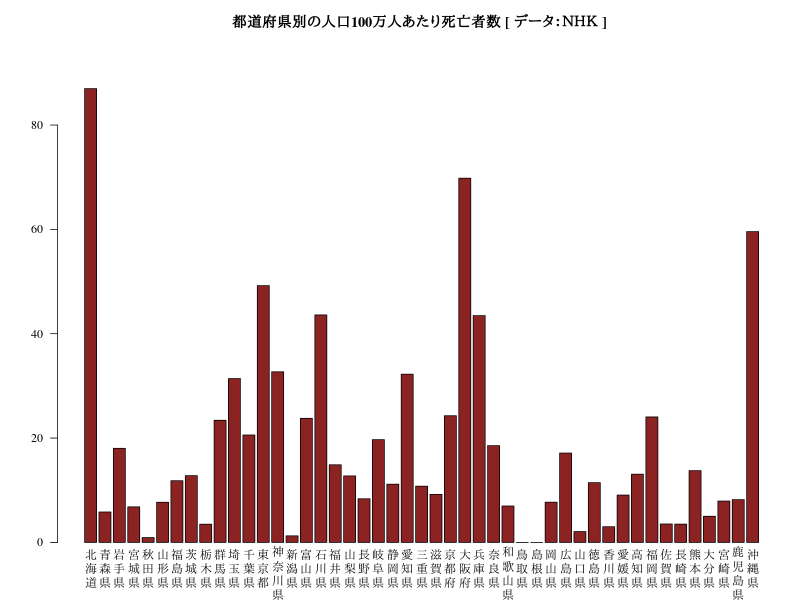 都道府県別の人口100万人あたり死亡者数 [ データ：ＮＨＫ ]
80
60
40
20
0
北海道
青森県
岩手県
宮城県
秋田県
山形県
福島県
茨城県
栃木県
群馬県
埼玉県
千葉県
東京都
神奈川県
新潟県
富山県
石川県
福井県
山梨県
長野県
岐阜県
静岡県
愛知県
三重県
滋賀県
京都府
大阪府
兵庫県
奈良県
和歌山県
鳥取県
島根県
岡山県
広島県
山口県
徳島県
香川県
愛媛県
高知県
福岡県
佐賀県
長崎県
熊本県
大分県
宮崎県
鹿児島県
沖縄県